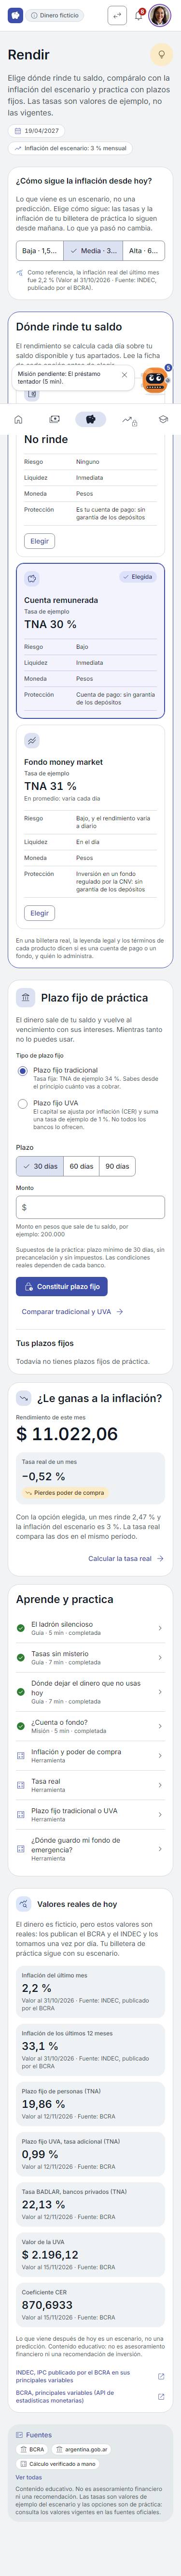 Dinero ficticio
6
Rendir
Elige dónde rinde tu saldo, compáralo con la
inflación del escenario y practica con plazos
fijos. Las tasas son valores de ejemplo, no
las vigentes.
19/04/2027
Inflación del escenario: 3 % mensual
¿Cómo sigue la inflación desde hoy?
Lo que viene es un escenario, no una
predicción. Elige cómo sigue: las tasas y la
inflación de tu billetera de práctica lo siguen
desde mañana. Lo que ya pasó no cambia.
Baja · 1,5...
Media · 3...
Alta · 6...
Como referencia, la inflación real del último mes
fue 2,2 % (Valor al 31/10/2026 · Fuente: INDEC,
publicado por el BCRA).
Dónde rinde tu saldo
El rendimiento se calcula cada día sobre tu
saldo disponible y tus apartados. Lee la ficha
Misión pendiente: El préstamo
tentador (5 min).
5
No rinde
Riesgo Ninguno
Liquidez Inmediata
Moneda Pesos
Protección Es tu cuenta de pago: sin
garantía de los depósitos
Elegir
Elegida
Cuenta remunerada
Tasa de ejemplo
TNA 30 %
Riesgo Bajo
Liquidez Inmediata
Moneda Pesos
Protección Cuenta de pago: sin garantía
de los depósitos
Fondo money market
Tasa de ejemplo
TNA 31 %
En promedio: varía cada día
Riesgo Bajo, y el rendimiento varía
a diario
Liquidez En el día
Moneda Pesos
Protección Inversión en un fondo
regulado por la CNV: sin
garantía de los depósitos
Elegir
En una billetera real, la leyenda legal y los términos de
cada producto dicen si es una cuenta de pago o un
fondo, y quién lo administra.
Plazo fijo de práctica
El dinero sale de tu saldo y vuelve al
vencimiento con sus intereses. Mientras tanto
no lo puedes usar.
Tipo de plazo fijo
Plazo fijo tradicional
Tasa fija: TNA de ejemplo 34 %. Sabes desde
el principio cuánto vas a cobrar.
Plazo fijo UVA
El capital se ajusta por inflación (CER) y suma
una tasa de ejemplo de 1 %. No todos los
bancos lo ofrecen.
Plazo
30 días
60 días
90 días
Monto
$
Monto en pesos que sale de tu saldo, por
ejemplo: 200.000
Supuestos de la práctica: plazo mínimo de 30 días, sin
precancelación y sin impuestos. Las condiciones
reales dependen de cada banco.
Constituir plazo fijo
Comparar tradicional y UVA
Tus plazos fijos
Todavía no tienes plazos fijos de práctica.
¿Le ganas a la inflación?
Rendimiento de este mes
$ 11.022,06
Tasa real de un mes
−0,52 %
Pierdes poder de compra
Con la opción elegida, un mes rinde 2,47 % y
la inflación del escenario es 3 %. La tasa real
compara las dos en el mismo período.
Calcular la tasa real
Aprende y practica
El ladrón silencioso
Guía · 5 min · completada
Tasas sin misterio
Guía · 7 min · completada
Dónde dejar el dinero que no usas
hoy
Guía · 7 min · completada
¿Cuenta o fondo?
Misión · 5 min · completada
Inflación y poder de compra
Herramienta
Tasa real
Herramienta
Plazo fijo tradicional o UVA
Herramienta
¿Dónde guardo mi fondo de
emergencia?
Herramienta
Valores reales de hoy
El dinero es ficticio, pero estos valores son
reales: los publican el BCRA y el INDEC y los
tomamos una vez por día. Tu billetera de
práctica sigue con su escenario.
Inflación del último mes
2,2 %
Valor al 31/10/2026 · Fuente: INDEC, publicado
por el BCRA
Inflación de los últimos 12 meses
33,1 %
Valor al 31/10/2026 · Fuente: INDEC, publicado
por el BCRA
Plazo fijo de personas (TNA)
19,86 %
Valor al 12/11/2026 · Fuente: BCRA
Plazo fijo UVA, tasa adicional (TNA)
0,99 %
Valor al 12/11/2026 · Fuente: BCRA
Tasa BADLAR, bancos privados (TNA)
22,13 %
Valor al 12/11/2026 · Fuente: BCRA
Valor de la UVA
$ 2.196,12
Valor al 15/11/2026 · Fuente: BCRA
Coeficiente CER
870,6933
Valor al 15/11/2026 · Fuente: BCRA
Lo que viene después de hoy es un escenario, no una
predicción. Contenido educativo: no es asesoramiento
financiero ni una recomendación de inversión.
INDEC, IPC publicado por el BCRA en sus
principales variables
BCRA, principales variables (API de
estadísticas monetarias)
Fuentes
BCRA
argentina.gob.ar
Cálculo verificado a mano
Ver todas
Contenido educativo. No es asesoramiento financiero
ni una recomendación. Las tasas son valores de
ejemplo del escenario y las opciones son de práctica:
consulta los valores vigentes en las fuentes oficiales.